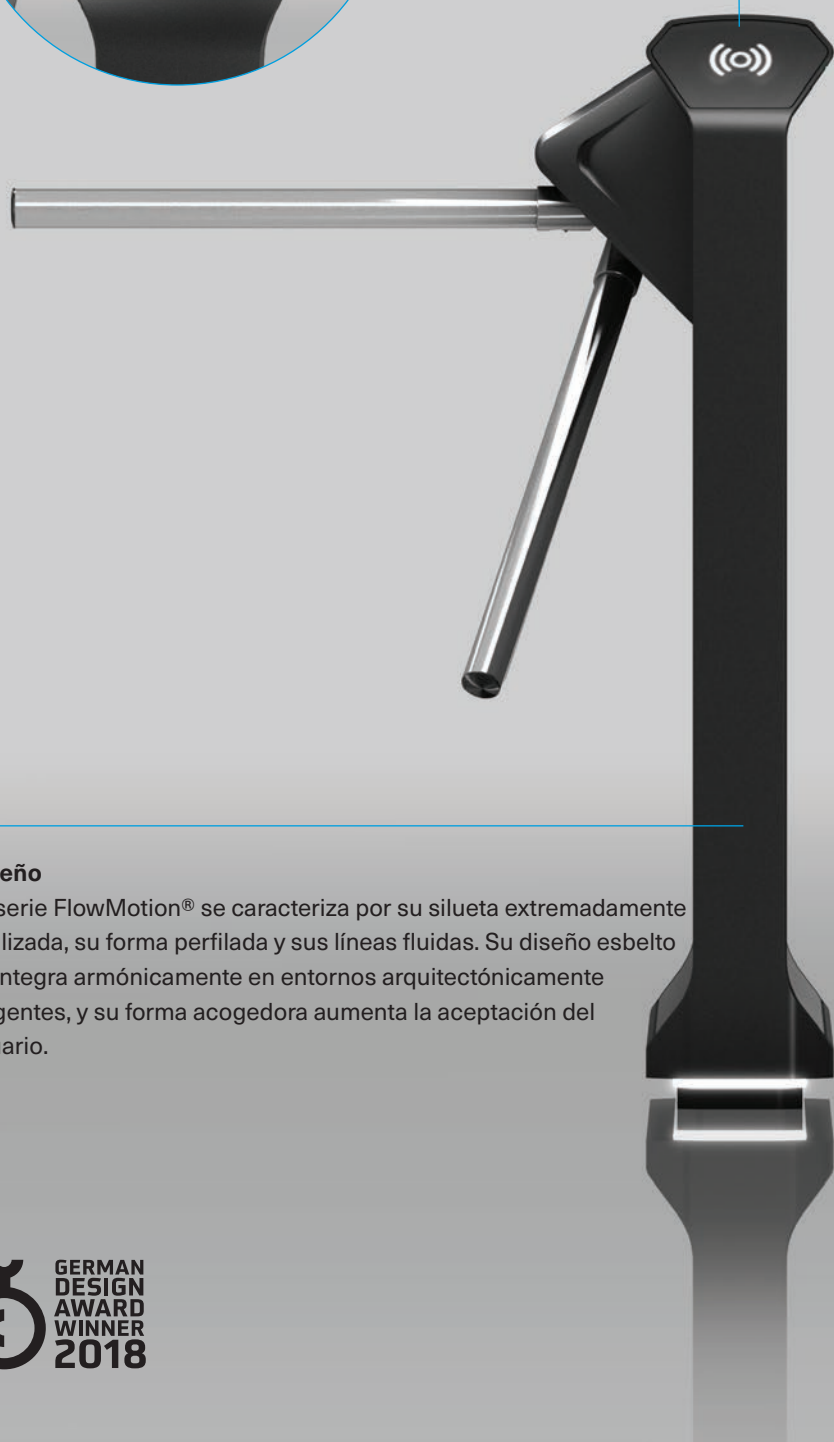 eño
serie FlowMotion® se caracteriza por su silueta extremadamente
lizada, su forma perfilada y sus líneas fluidas. Su diseño esbelto
ntegra armónicamente en entornos arquitectónicamente
gentes, y su forma acogedora aumenta la aceptación del
ario.
GERMAN
DESIGN
AWARD
WINNER
2018